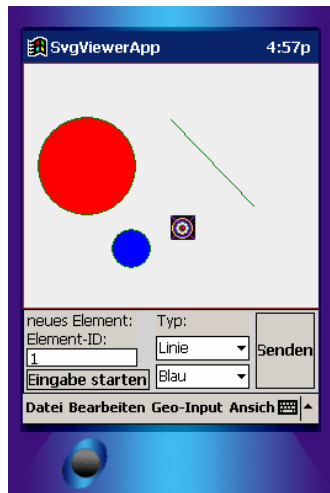 SvgViewerApp 4:57p
neues Element: Typ:
Element-ID:
1
Linie
Senden
Eingabe starten
Blau
Datei Bearbeiten Geo-Input Ansich